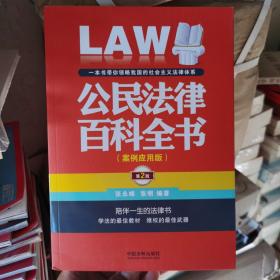 LAW
一本书带你领略我国的社会主义法律体系
公民法律
百科全书
（案例应用版）
第2版
编著
陪伴一生的法律书
学法的最佳教材 维权的最佳武器
中国法制出版社